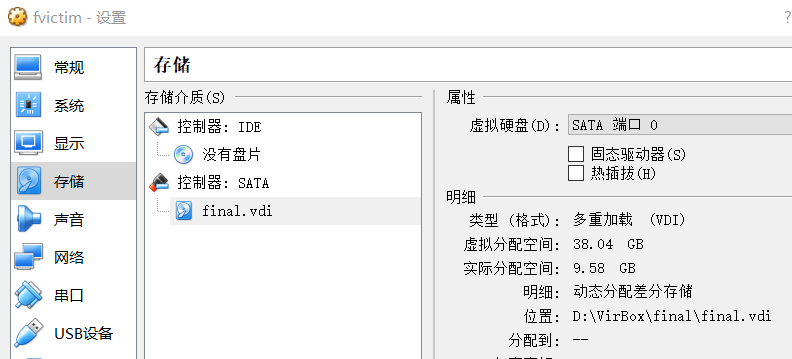 fvictim - 设置
?
常规
系统
显示
存储
声音
网络
串口
USB设备
存储
存储介质(S)
控制器: IDE
没有盘片
控制器: SATA
final.vdi
属性
虚拟硬盘(D): SATA 端口 0
固态驱动器(S)
热插拔(H)
明细
类型 (格式): 多重加载 (VDI)
虚拟分配空间: 38.04 GB
实际分配空间: 9.58 GB
明细: 动态分配差分存储
位置: D:\VirBox\final\final.vdi
分配到: --